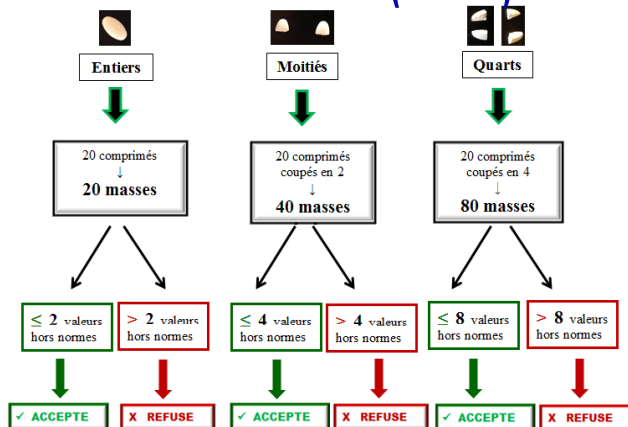 Entiers
Moitiés
Quarts
20 comprimés
↓
20 masses
20 comprimés
coupés en 2
↓
40 masses
20 comprimés
coupés en 4
↓
80 masses
≤ 2 valeurs
hors normes
> 2 valeurs
hors normes
≤ 4 valeurs
hors normes
> 4 valeurs
hors normes
≤ 8 valeurs
hors normes
> 8 valeurs
hors normes
✓ ACCEPTE
X REFUSE
✓ ACCEPTE
X REFUSE
✓ ACCEPTE
X REFUSE